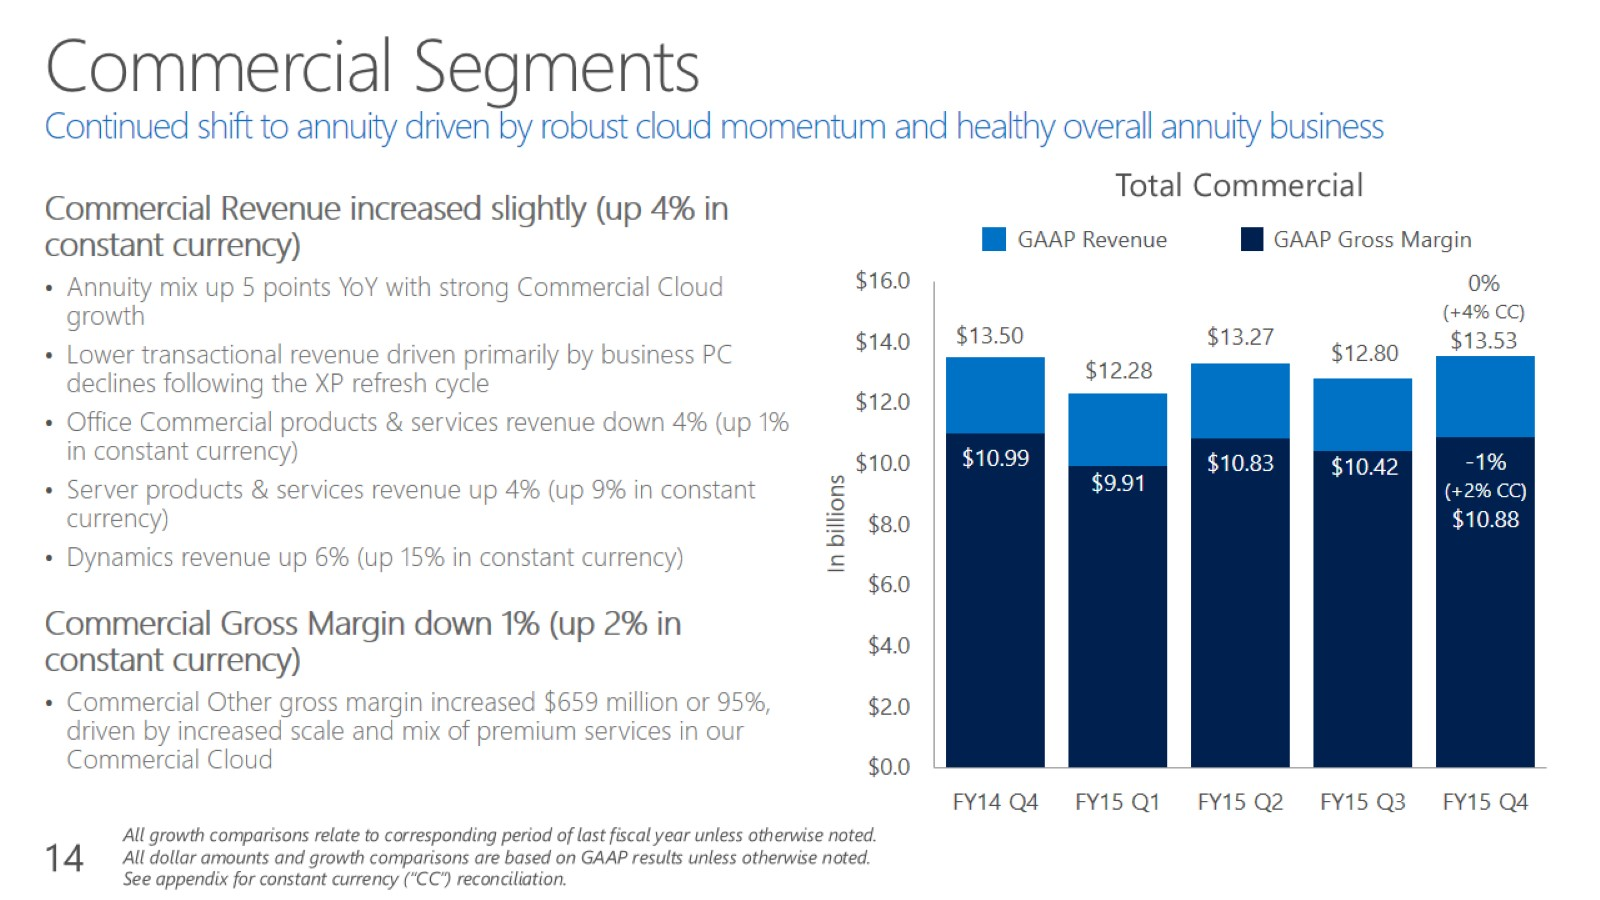 Commercial Segments
Continued shift to annuity driven by robust cloud momentum and healthy overall annuity business
Commercial Revenue increased slightly (up 4% in
constant currency)
• Annuity mix up 5 points YoY with strong Commercial Cloud
growth
• Lower transactional revenue driven primarily by business PC
declines following the XP refresh cycle
• Office Commercial products & services revenue down 4% (up 1%
in constant currency)
• Server products & services revenue up 4% (up 9% in constant
currency)
• Dynamics revenue up 6% (up 15% in constant currency)
Commercial Gross Margin down 1% (up 2% in
constant currency)
• Commercial Other gross margin increased $659 million or 95%,
driven by increased scale and mix of premium services in our
Commercial Cloud
Total Commercial
GAAP Revenue
GAAP Gross Margin
In billions
$16.0
$14.0
$12.0
$10.0
$8.0
$6.0
$4.0
$2.0
$0.0
$13.50
$10.99
$12.28
$9.91
$13.27
$10.83
$12.80
$10.42
0%
(+4% CC)
$13.53
-1%
(+2% CC)
$10.88
FY14 Q4
FY15 Q1
FY15 Q2
FY15 Q3
FY15 Q4
14
All growth comparisons relate to corresponding period of last fiscal year unless otherwise noted.
All dollar amounts and growth comparisons are based on GAAP results unless otherwise noted.
See appendix for constant currency ("CC") reconciliation.